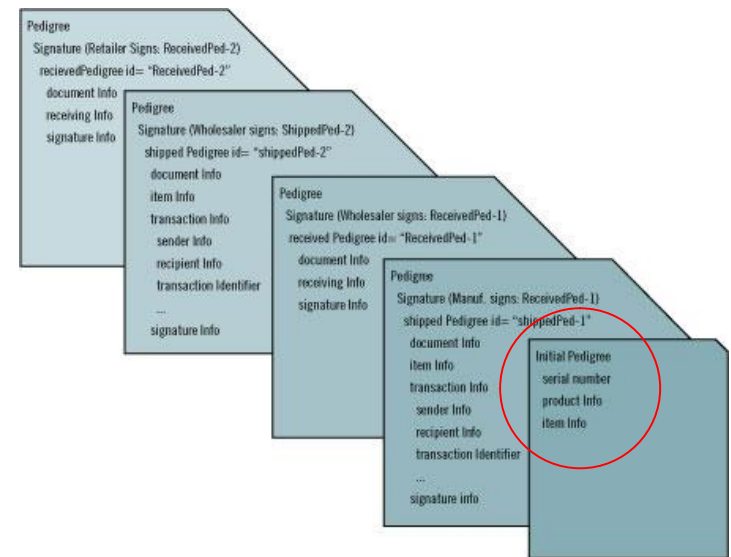 Pedigree
Signature (Retailer Signs: ReceivedPed-2)
recievedPedigree id= "ReceivedPed-2"
document Info
receiving Info
signature Info
Pedigree
Signature (Wholesaler signs: ShippedPed-2)
shipped Pedigree id= "shippedPed-2"
document Info
item Info
transaction Info
sender Info
recipient Info
transaction Identifier
...
signature Info
Pedigree
Signature (Wholesaler signs: ReceivedPed-1)
received Pedigree id= "ReceivedPed-1"
document Info
receiving Info
signature Info
Pedigree
Signature (Manuf. signs: ReceivedPed-1)
shipped Pedigree id= "shippedPed-1"
document Info
item Info
transaction Info
sender Info
recipient Info
transaction Identifier
...
signature info
Initial Pedigree
serial number
product Info
item Info